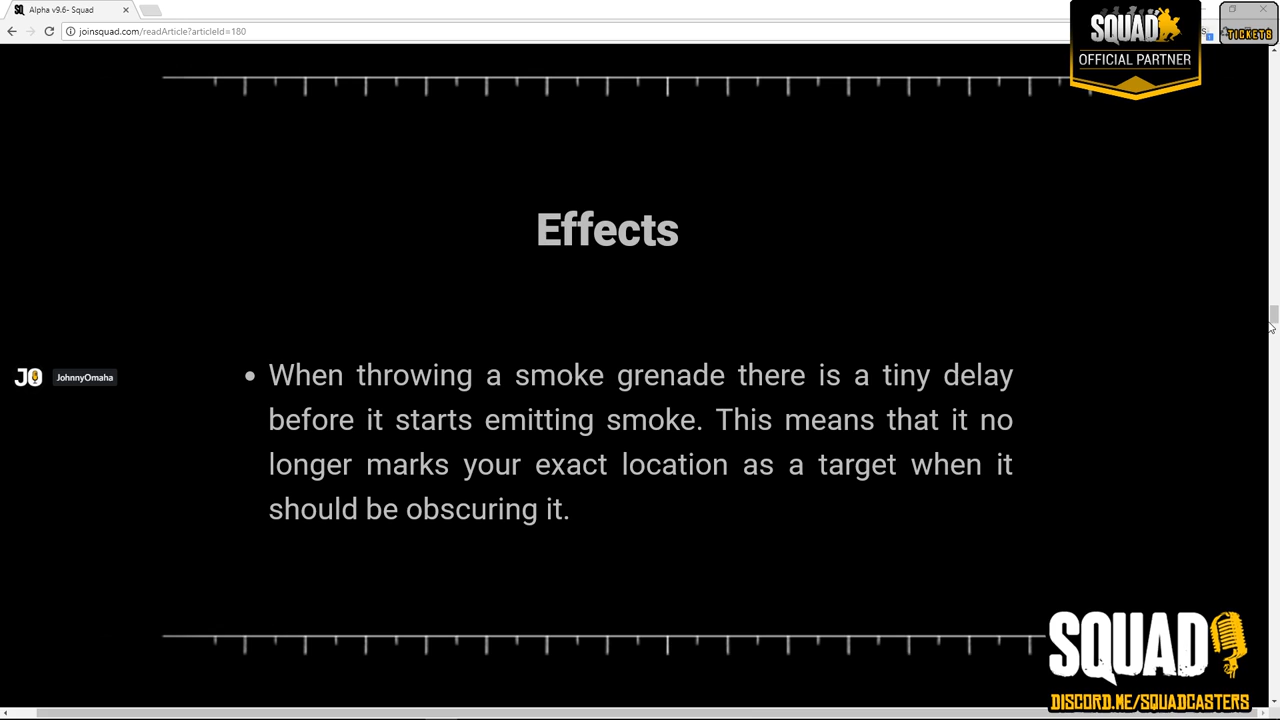 Alpha v9.6- Squad
joinsquad.com/readArticle?articleId=180
SQUAD
OFFICIAL PARTNER
TICKETS
Effects
JO JohnnyOmaha
• When throwing a smoke grenade there is a tiny delay
before it starts emitting smoke. This means that it no
longer marks your exact location as a target when it
should be obscuring it.
SQUAD
DISCORD.ME/SQUADCASTERS